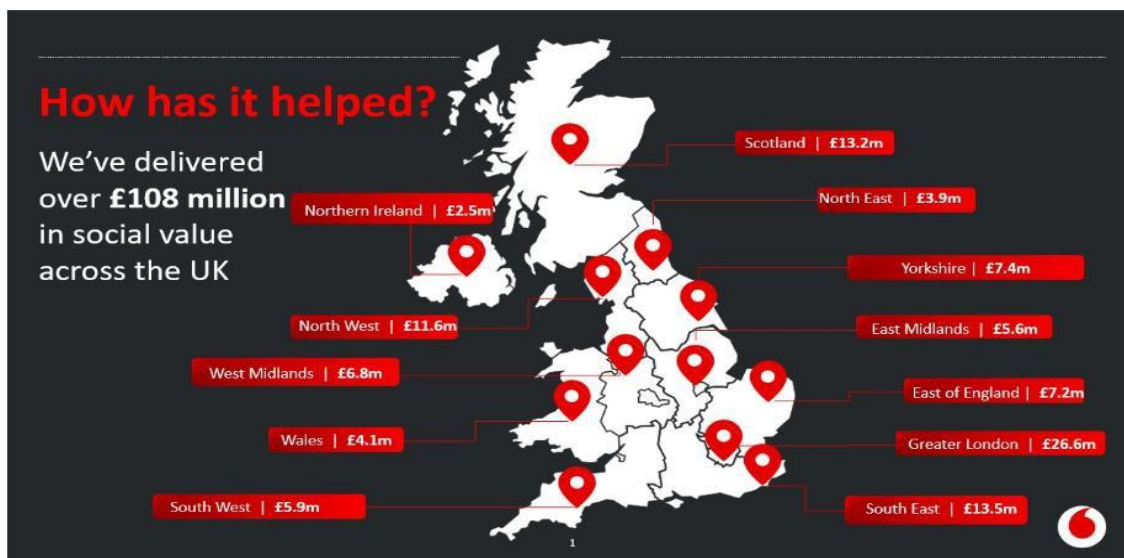 How has it helped?
We've delivered
over £108 million
in social value
across the UK
Scotland | £13.2m
North East | £3.9m
Northern Ireland | £2.5m
Yorkshire | £7.4m
North West | £11.6m
East Midlands | £5.6m
West Midlands | £6.8m
East of England | £7.2m
Wales | £4.1m
Greater London | £26.6m
South West | £5.9m
South East | £13.5m
1